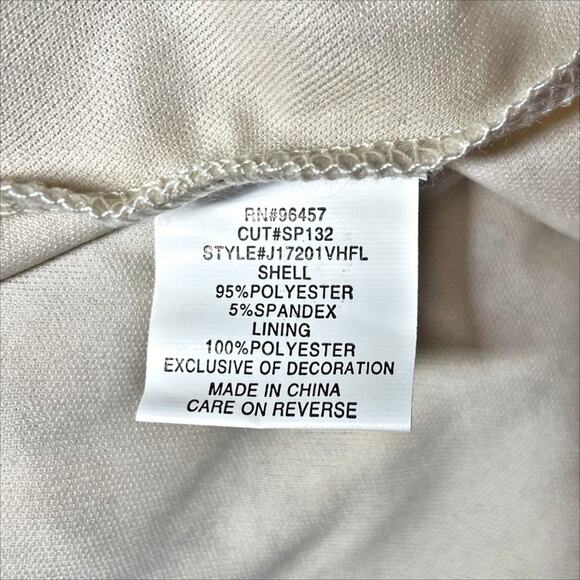 RN#96457
CUT#SP132
STYLE#J17201VHFL
SHELL
95%POLYESTER
5%SPANDEX
LINING
100%POLYESTER
EXCLUSIVE OF DECORATION
MADE IN CHINA
CARE ON REVERSE